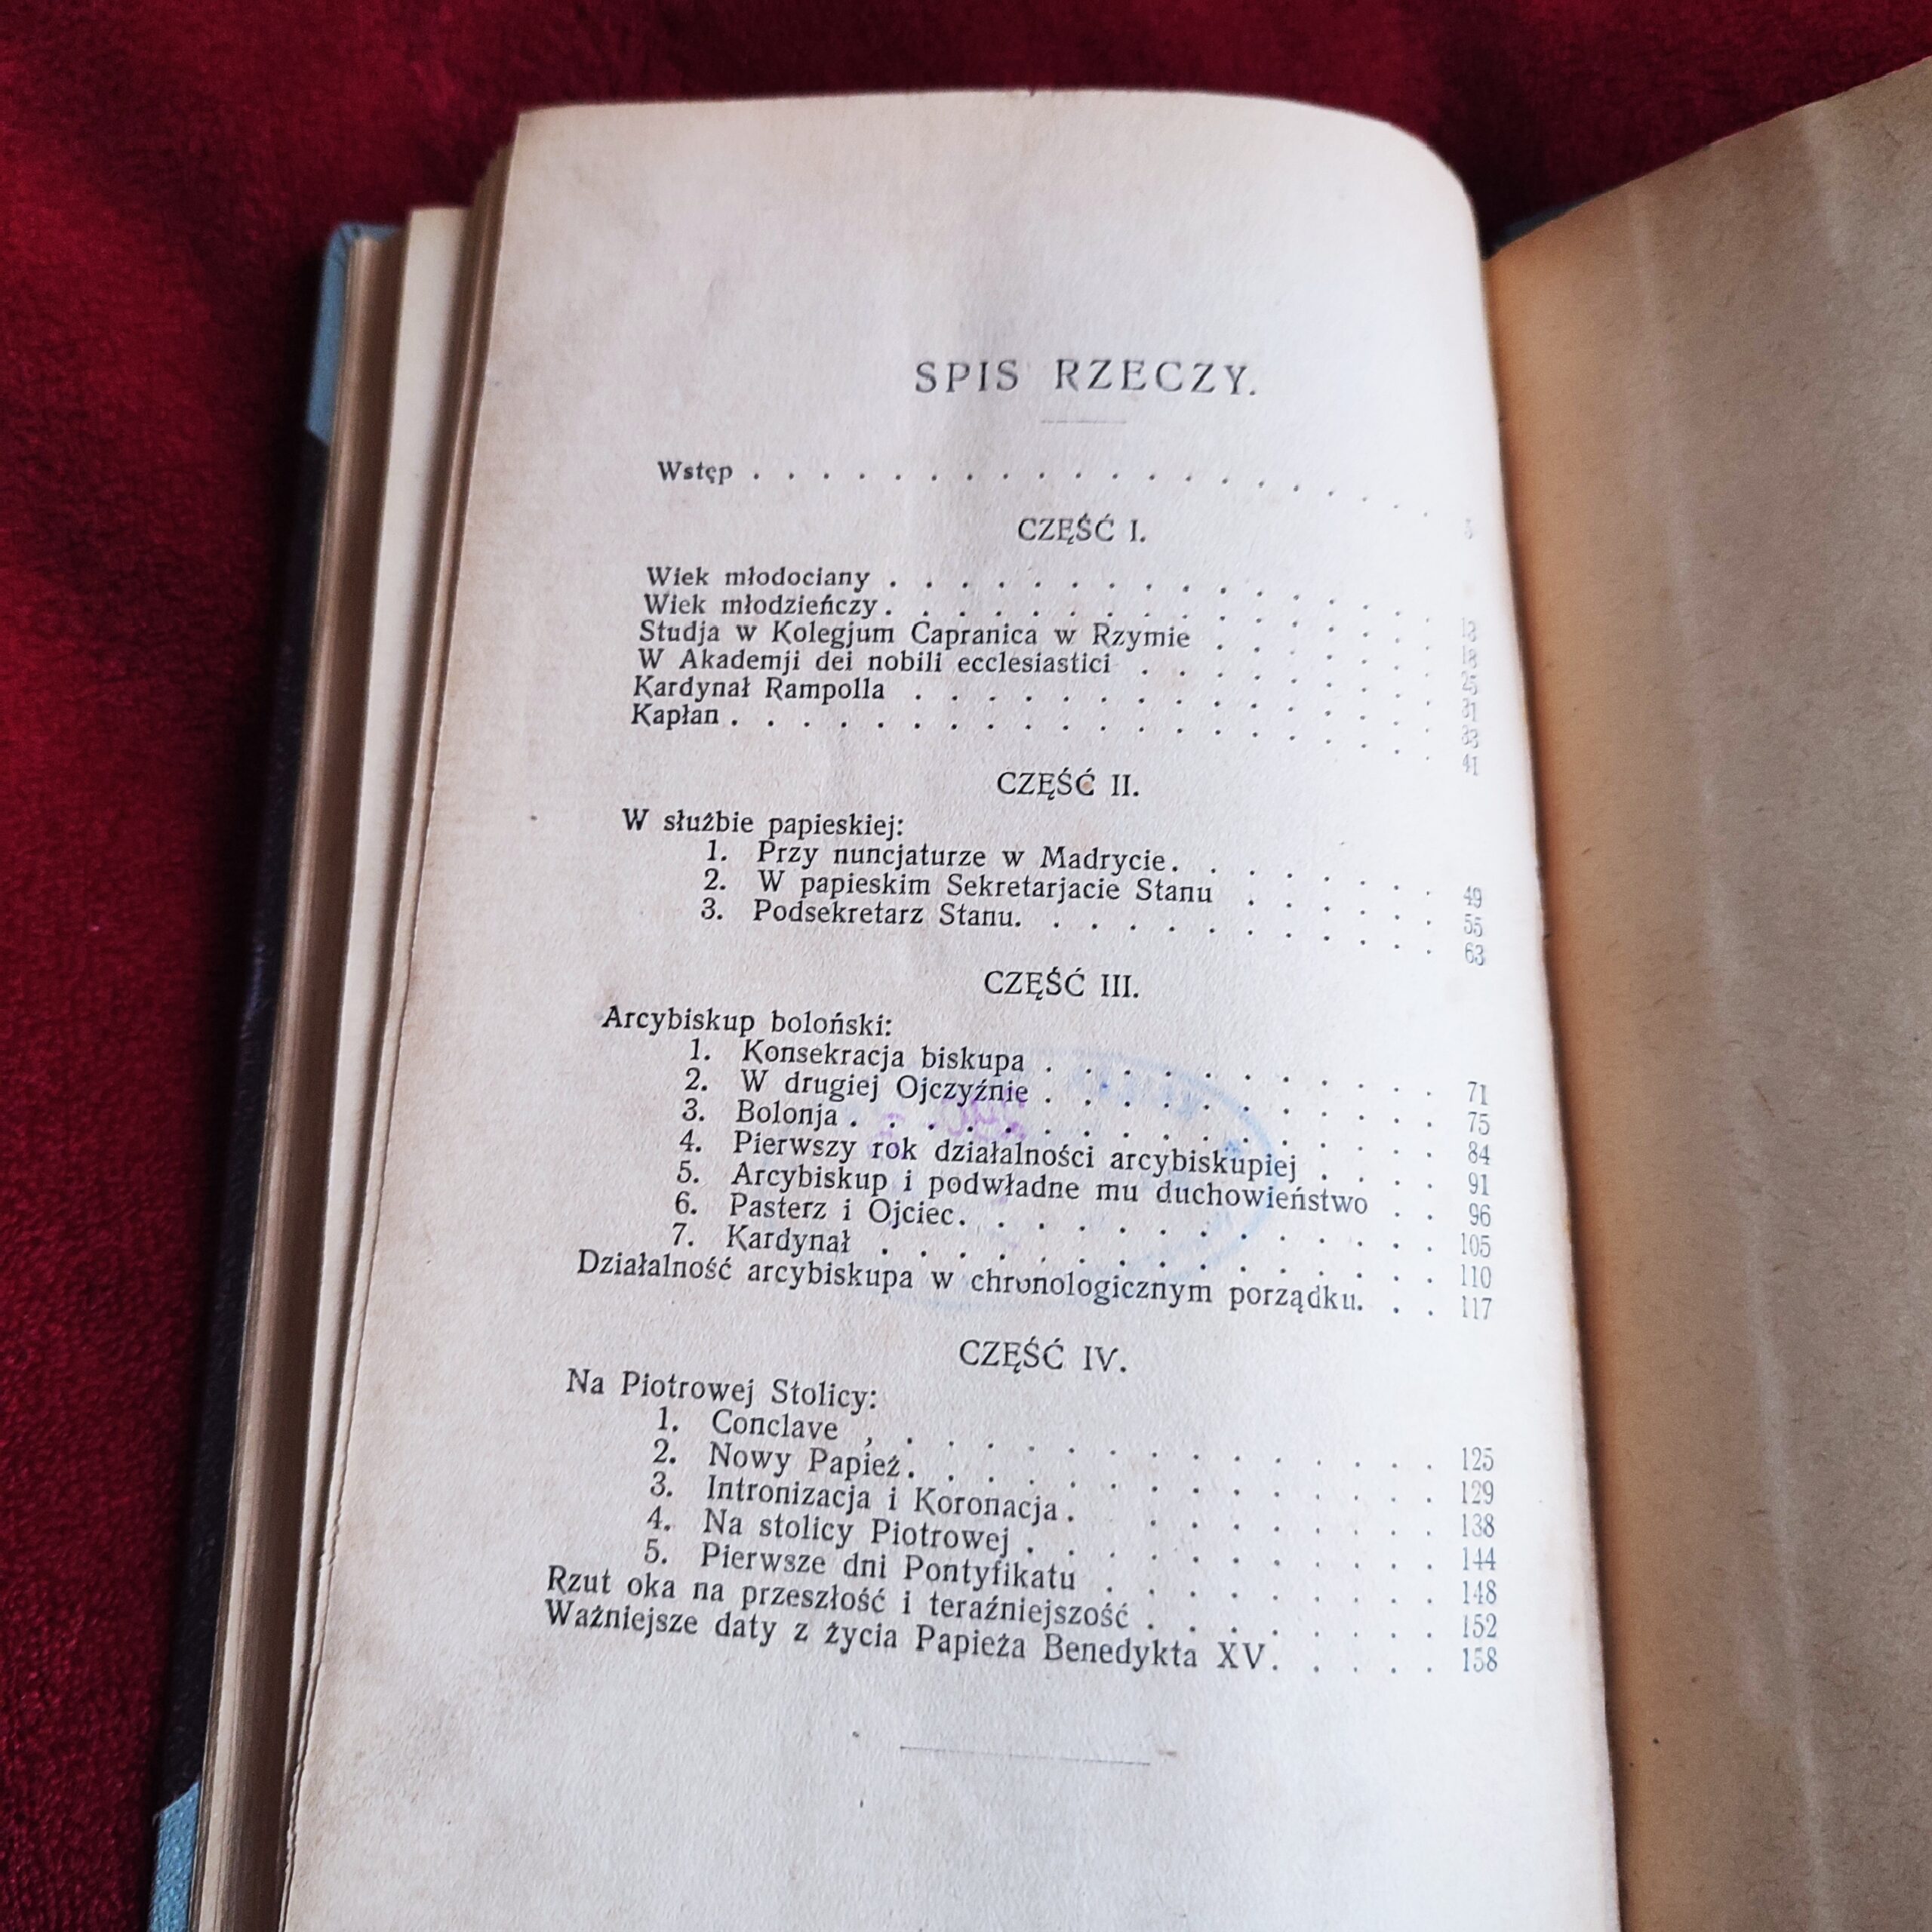 SPIS RZECZY.
Wstęp . . . . . . . . . . . . . . . . . . .
CZĘŚĆ I.
Wiek młodociany . . . . . . . . . . . . . . . 13
Wiek młodzieńczy . . . . . . . . . . . . . . . 18
Studja w Kolegjum Capranica w Rzymie . . . . . . 25
W Akademji dei nobili ecclesiastici . . . . . . . . 31
Kardynał Rampolla . . . . . . . . . . . . . .
Kapłan . . . . . . . . . . . . . . . . . . . 41
CZĘŚĆ II.
W służbie papieskiej:
1. Przy nuncjaturze w Madrycie . . . . . . . 49
2. W papieskim Sekretarjacie Stanu . . . . . . 55
3. Podsekretarz Stanu. . . . . . . . . . . . 63
CZĘŚĆ III.
Arcybiskup boloński:
1. Konsekracja biskupa . . . . . . . . . . . 71
2. W drugiej Ojczyźnie . . . . . . . . . . . 75
3. Bolonja . . . . . . . . . . . . . . . . 84
4. Pierwszy rok działalności arcybiskupiej . . . . 91
5. Arcybiskup i podwładne mu duchowieństwo . . 96
6. Pasterz i Ojciec. . . . . . . . . . . . . . 105
7. Kardynał . . . . . . . . . . . . . . . 110
Działalność arcybiskupa w chronologicznym porządku. . . 117
CZĘŚĆ IV.
Na Piotrowej Stolicy:
1. Conclave , . . . . . . . . . . . . . . 125
2. Nowy Papież. . . . . . . . . . . . . . 129
3. Intronizacja i Koronacja . . . . . . . . . 138
4. Na stolicy Piotrowej . . . . . . . . . . . 144
5. Pierwsze dni Pontyfikatu . . . . . . . . . 148
Rzut oka na przeszłość i teraźniejszość . . . . . . . . 152
Ważniejsze daty z życia Papieża Benedykta XV. . . . . 158